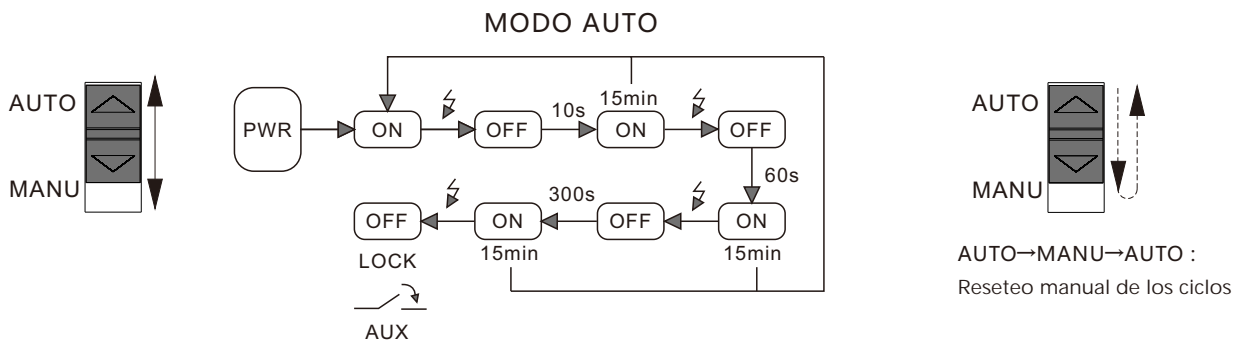 MODO AUTO
AUTO
MANU
PWR
ON
OFF
10s
15min
ON
OFF
60s
OFF
ON
300s
OFF
ON
LOCK
15min
15min
AUX
AUTO
MANU
AUTO→MANU→AUTO :
Reseteo manual de los ciclos